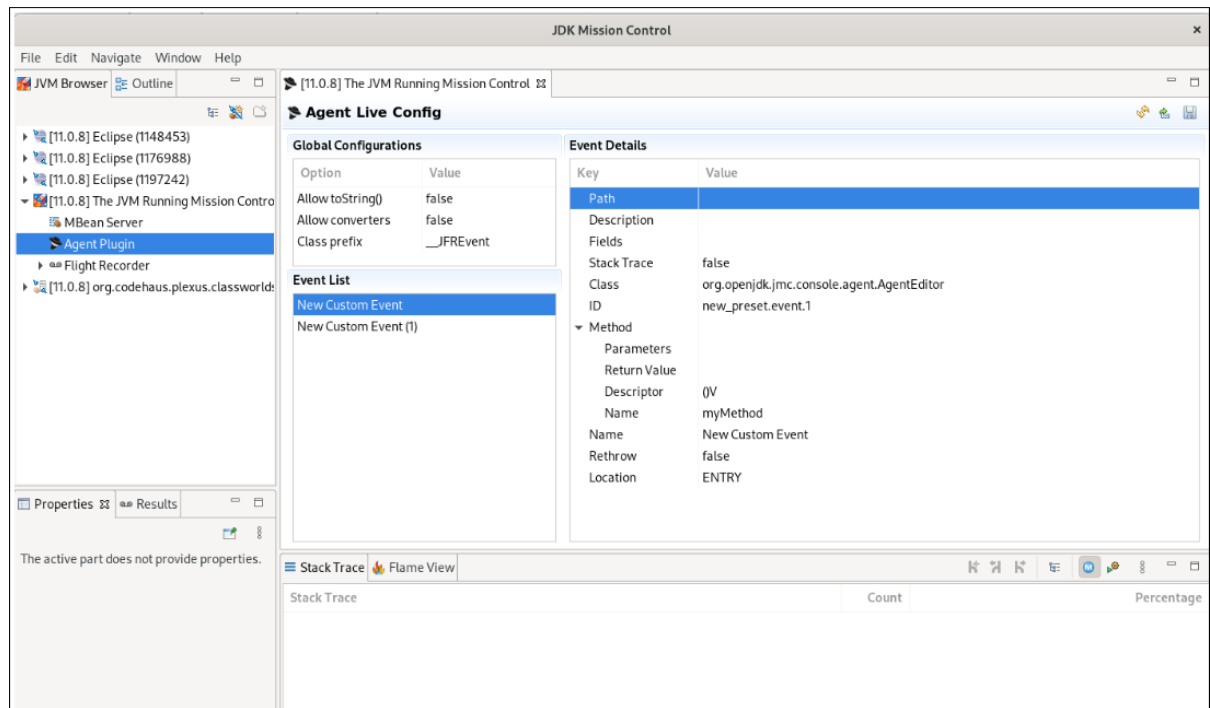 JDK Mission Control
File Edit Navigate Window Help
JVM Browser Outline
[11.0.8] Eclipse (1148453)
[11.0.8] Eclipse (1176988)
[11.0.8] Eclipse (1197242)
[11.0.8] The JVM Running Mission Contro
MBean Server
Agent Plugin
Flight Recorder
[11.0.8] org.codehaus.plexus.classworlds
Properties Results
The active part does not provide properties.
[11.0.8] The JVM Running Mission Control
Agent Live Config
Global Configurations
Option Value
Allow toString() false
Allow converters false
Class prefix __JFREvent
Event List
New Custom Event
New Custom Event (1)
Event Details
Key Value
Path
Description
Fields
Stack Trace false
Class org.openjdk.jmc.console.agent.AgentEditor
ID new_preset.event.1
Method
Parameters
Return Value
Descriptor ()V
Name myMethod
Name New Custom Event
Rethrow false
Location ENTRY
Stack Trace Flame View
Stack Trace Count Percentage